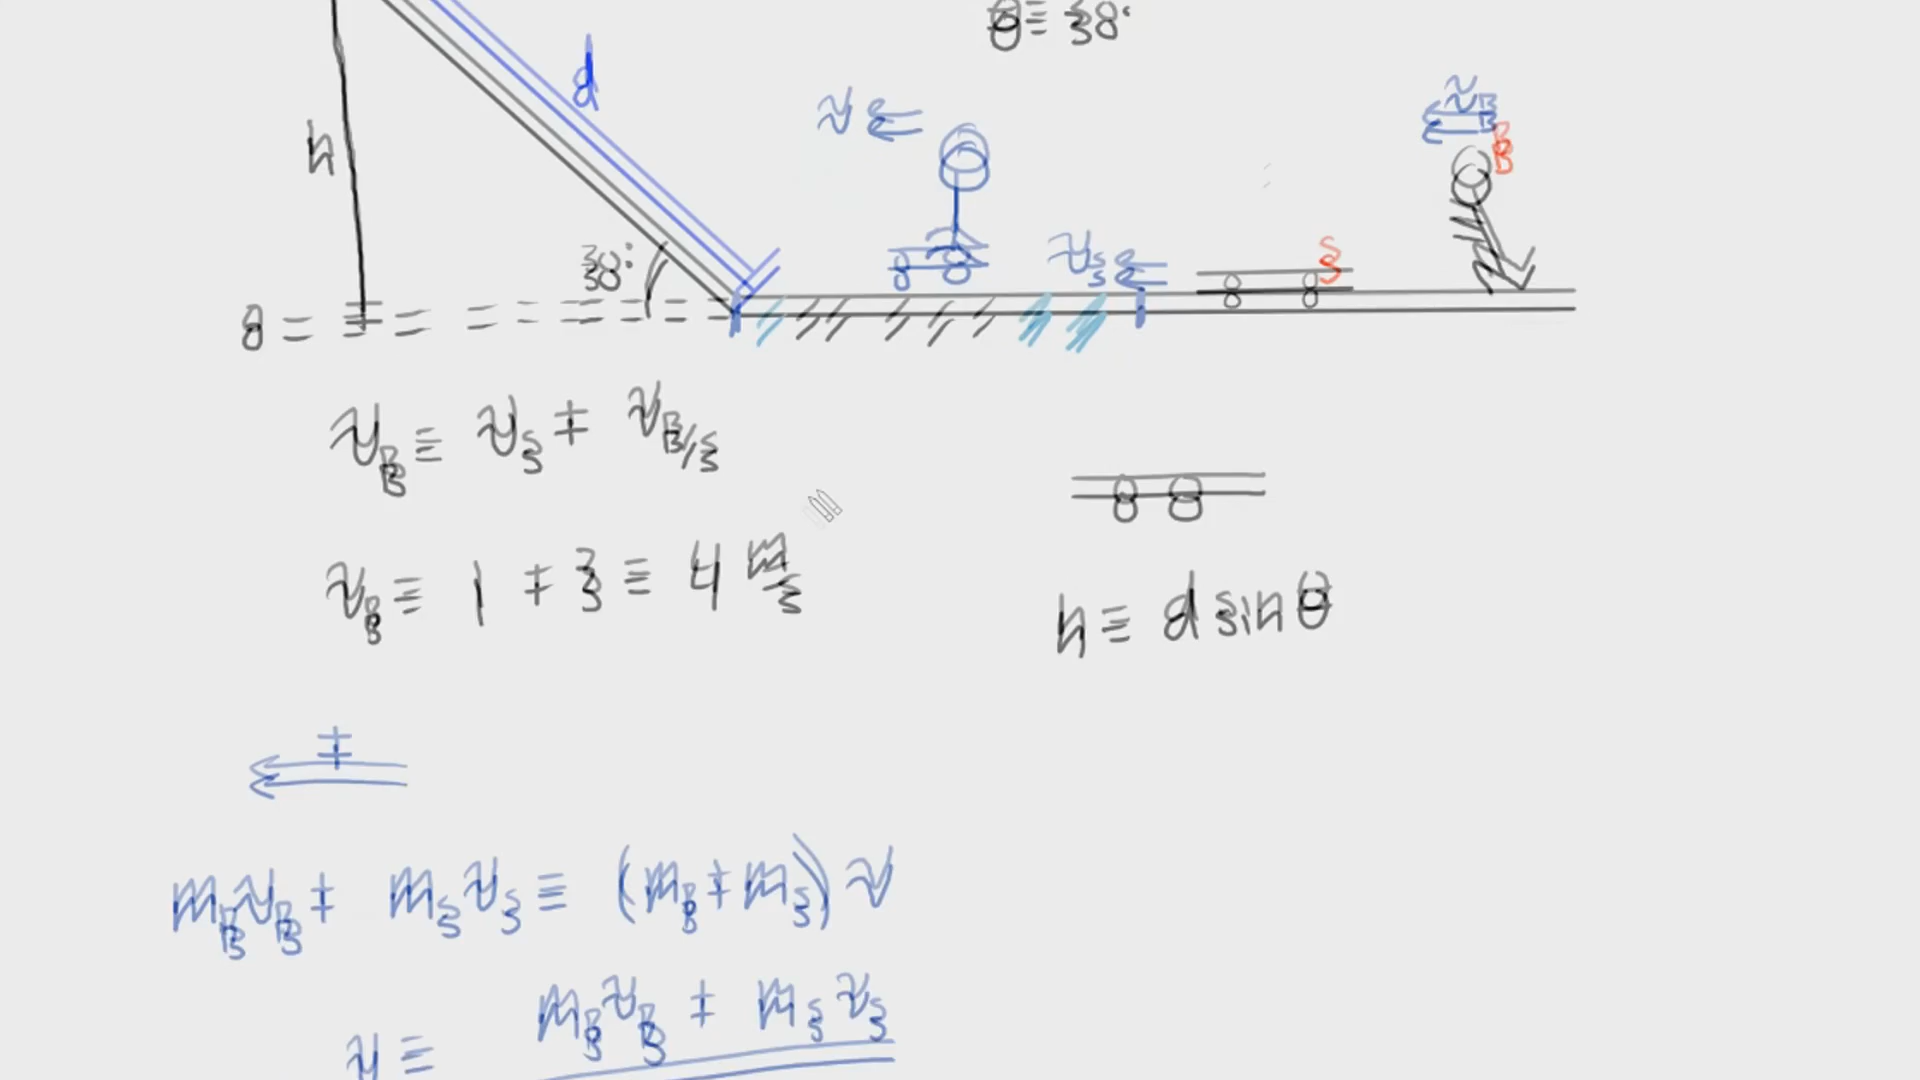 θ = 30°
d
v
v_B
B
h
30°
v_S
S
0
v_B = v_S + v_B/S
v_B = 1 + 3 = 4 m/s
h = d sin θ
+
m_B v_B + m_S v_S = (m_B + m_S) v
m_B v_B + m_S v_S
v =